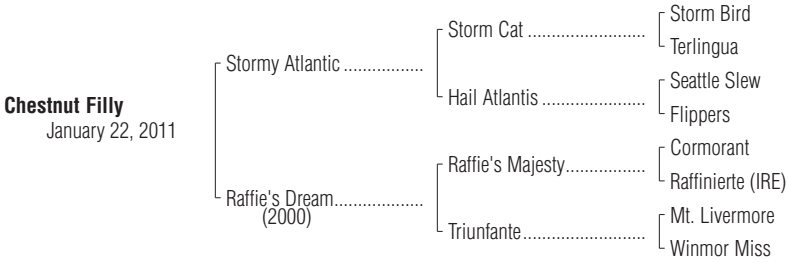 Storm Bird
Storm Cat ........................
Terlingua
Stormy Atlantic ................
Seattle Slew
Hail Atlantis .....................
Flippers
Chestnut Filly
January 22, 2011
Cormorant
Raffie's Majesty................
Raffinierte (IRE)
Raffie's Dream..................
(2000)
Mt. Livermore
Triunfante.........................
Winmor Miss